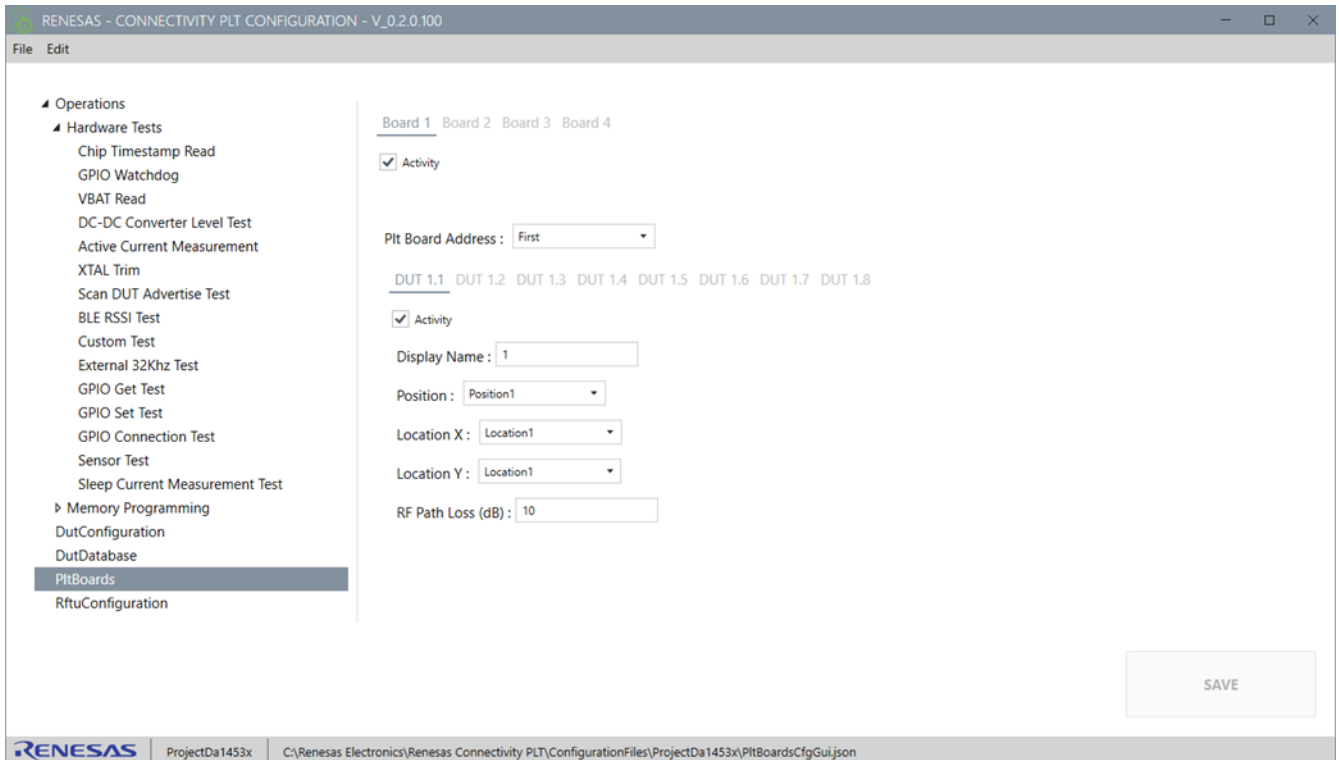 RENESAS - CONNECTIVITY PLT CONFIGURATION - V_0.2.0.100
File Edit
Operations
Hardware Tests
Chip Timestamp Read
GPIO Watchdog
VBAT Read
DC-DC Converter Level Test
Active Current Measurement
XTAL Trim
Scan DUT Advertise Test
BLE RSSI Test
Custom Test
External 32Khz Test
GPIO Get Test
GPIO Set Test
GPIO Connection Test
Sensor Test
Sleep Current Measurement Test
Memory Programming
DutConfiguration
DutDatabase
PltBoards
RftuConfiguration
Board 1 Board 2 Board 3 Board 4
Activity
Plt Board Address : First
DUT 1.1 DUT 1.2 DUT 1.3 DUT 1.4 DUT 1.5 DUT 1.6 DUT 1.7 DUT 1.8
Activity
Display Name : 1
Position : Position1
Location X : Location1
Location Y : Location1
RF Path Loss (dB) : 10
SAVE
RENESAS ProjectDa1453x C:\Renesas Electronics\Renesas Connectivity PLT\ConfigurationFiles\ProjectDa1453x\PltBoardsCfgGui.json